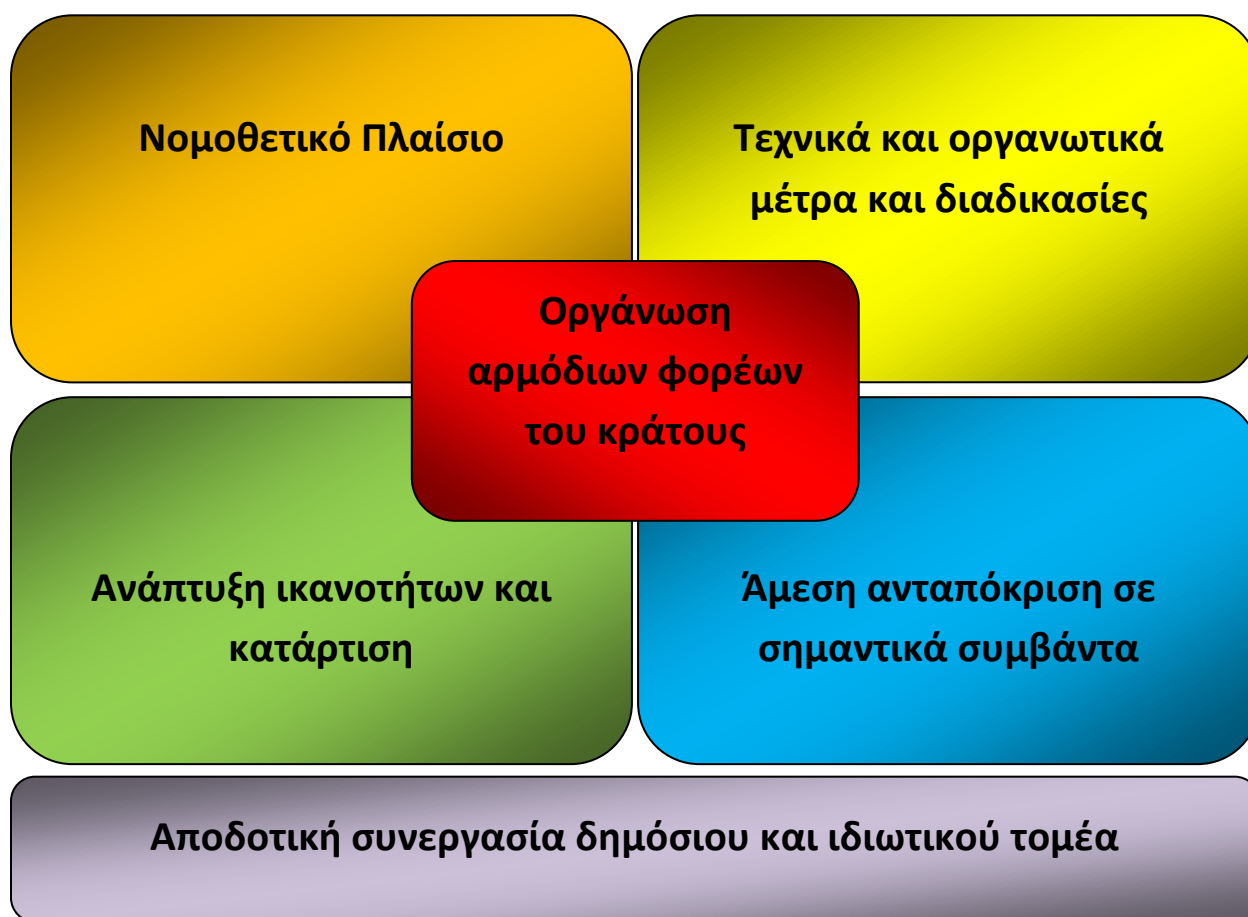 Νομοθετικό Πλαίσιο
Τεχνικά και οργανωτικά
μέτρα και διαδικασίες
Οργάνωση
αρμόδιων φορέων
του κράτους
Ανάπτυξη ικανοτήτων και
κατάρτιση
Άμεση ανταπόκριση σε
σημαντικά συμβάντα
Αποδοτική συνεργασία δημόσιου και ιδιωτικού τομέα